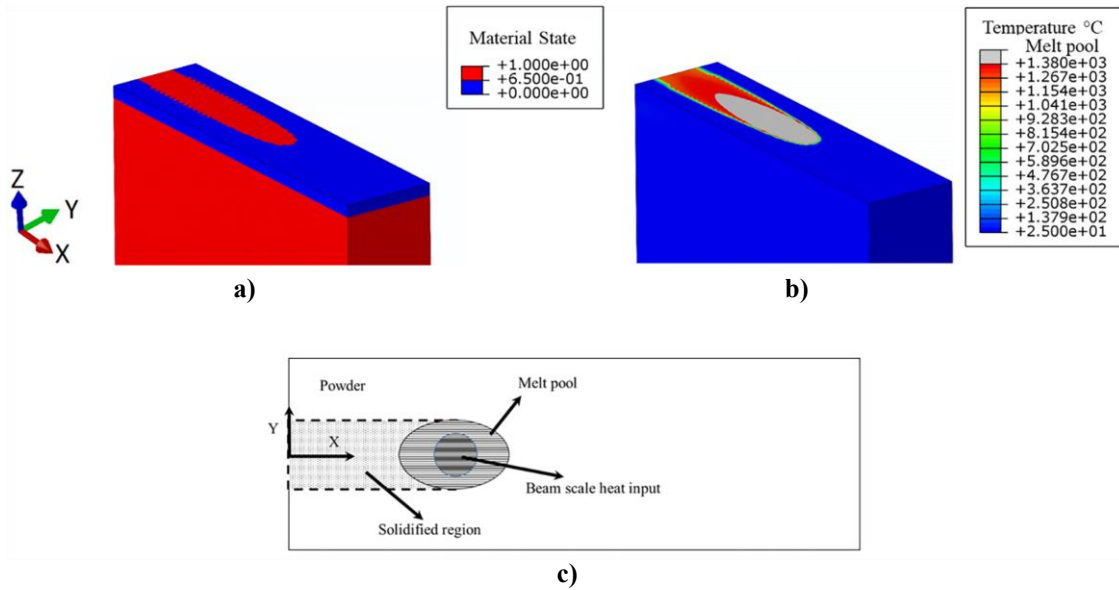 Material State
+1.000e+00
+6.500e-01
+0.000e+00
Z
Y
X
a)
Temperature °C
Melt pool
+1.380e+03
+1.267e+03
+1.154e+03
+1.041e+03
+9.283e+02
+8.154e+02
+7.025e+02
+5.896e+02
+4.767e+02
+3.637e+02
+2.508e+02
+1.379e+02
+2.500e+01
b)
Powder
Melt pool
Y
X
Beam scale heat input
Solidified region
c)